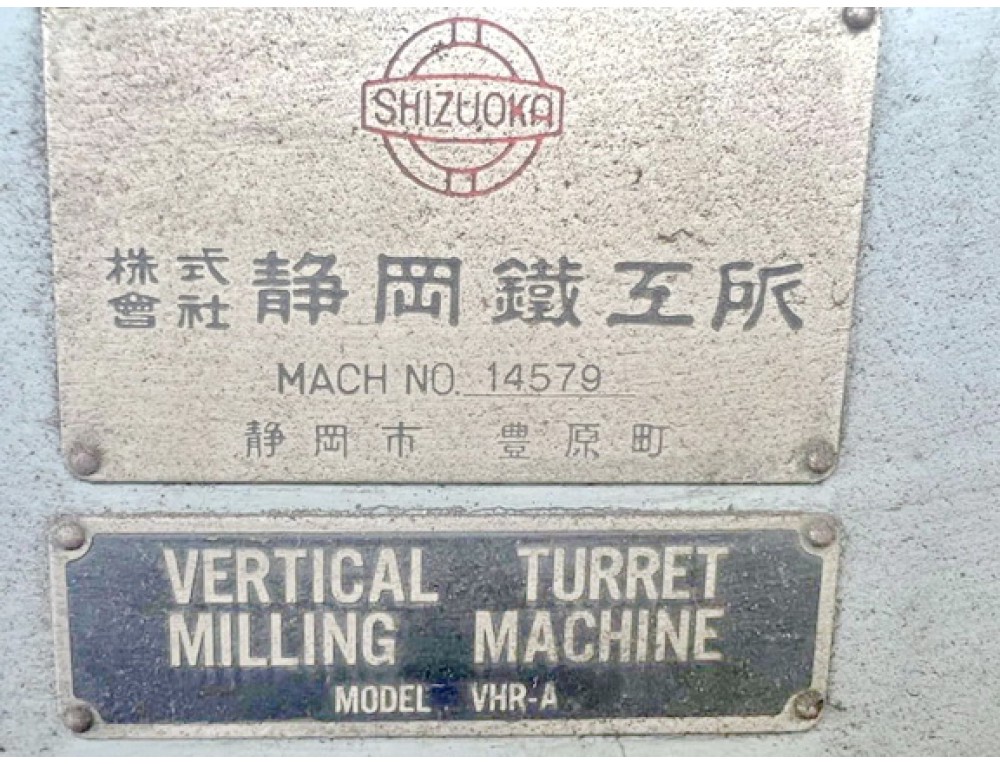 SHIZUOKA
株式會社 静岡鐵工所
MACH NO. 14579
静岡市 豊原町
VERTICAL TURRET
MILLING MACHINE
MODEL VHR-A